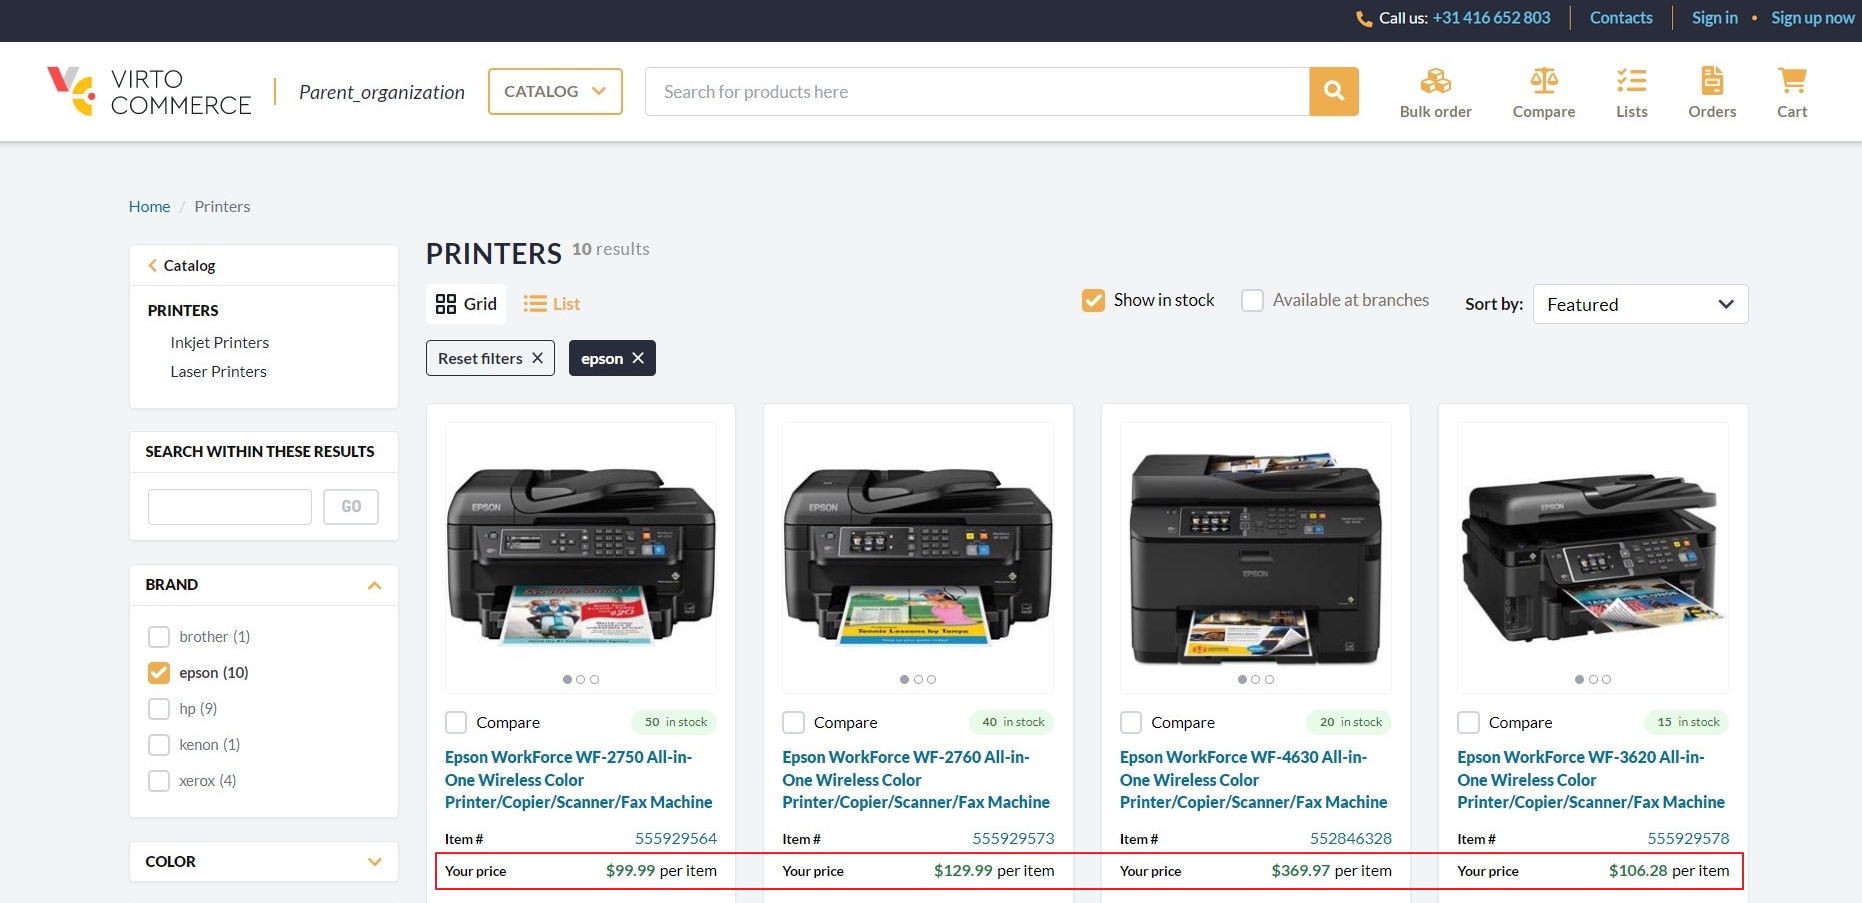 Call us: +31 416 652 803 Contacts Sign in • Sign up now
VIRTO
COMMERCE
Parent_organization
CATALOG
Search for products here
Bulk order Compare Lists Orders Cart
Home / Printers
Catalog
PRINTERS
Inkjet Printers
Laser Printers
SEARCH WITHIN THESE RESULTS
GO
BRAND
brother (1)
epson (10)
hp (9)
kenon (1)
xerox (4)
COLOR
PRINTERS 10 results
Grid List
Show in stock Available at branches Sort by: Featured
Reset filters epson
EPSON
Compare 50 in stock
Epson WorkForce WF-2750 All-in-
One Wireless Color
Printer/Copier/Scanner/Fax Machine
Item # 555929564
Your price $99.99 per item
EPSON
Tennis Lessons by Tanya
Compare 40 in stock
Epson WorkForce WF-2760 All-in-
One Wireless Color
Printer/Copier/Scanner/Fax Machine
Item # 555929573
Your price $129.99 per item
EPSON
Compare 20 in stock
Epson WorkForce WF-4630 All-in-
One Wireless Color
Printer/Copier/Scanner/Fax Machine
Item # 552846328
Your price $369.97 per item
EPSON
Compare 15 in stock
Epson WorkForce WF-3620 All-in-
One Wireless Color
Printer/Copier/Scanner/Fax Machine
Item # 555929578
Your price $106.28 per item